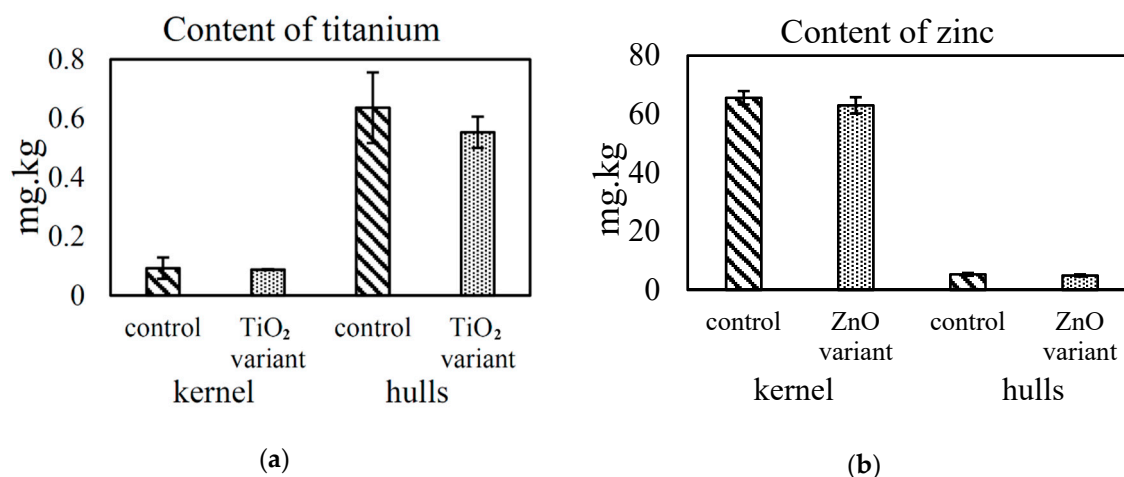 Content of titanium
mg.kg
0.8
0.6
0.4
0.2
0
control TiO₂ control TiO₂
variant variant
kernel hulls
(a)
Content of zinc
mg.kg
80
60
40
20
0
control ZnO control ZnO
variant variant
kernel hulls
(b)